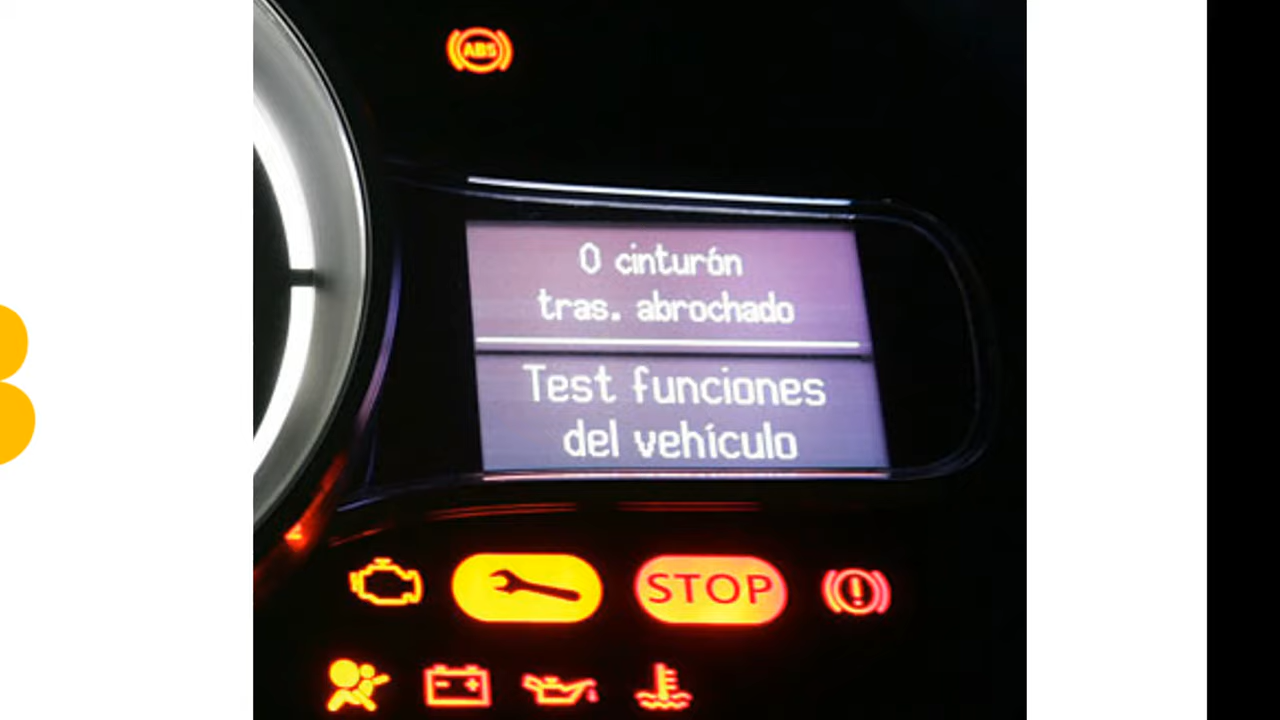 ABS
0 cinturón
tras. abrochado
Test funciones
del vehículo
STOP